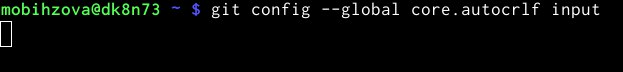 mobihzova@dk8n73 ~ $ git config --global core.autocrlf input